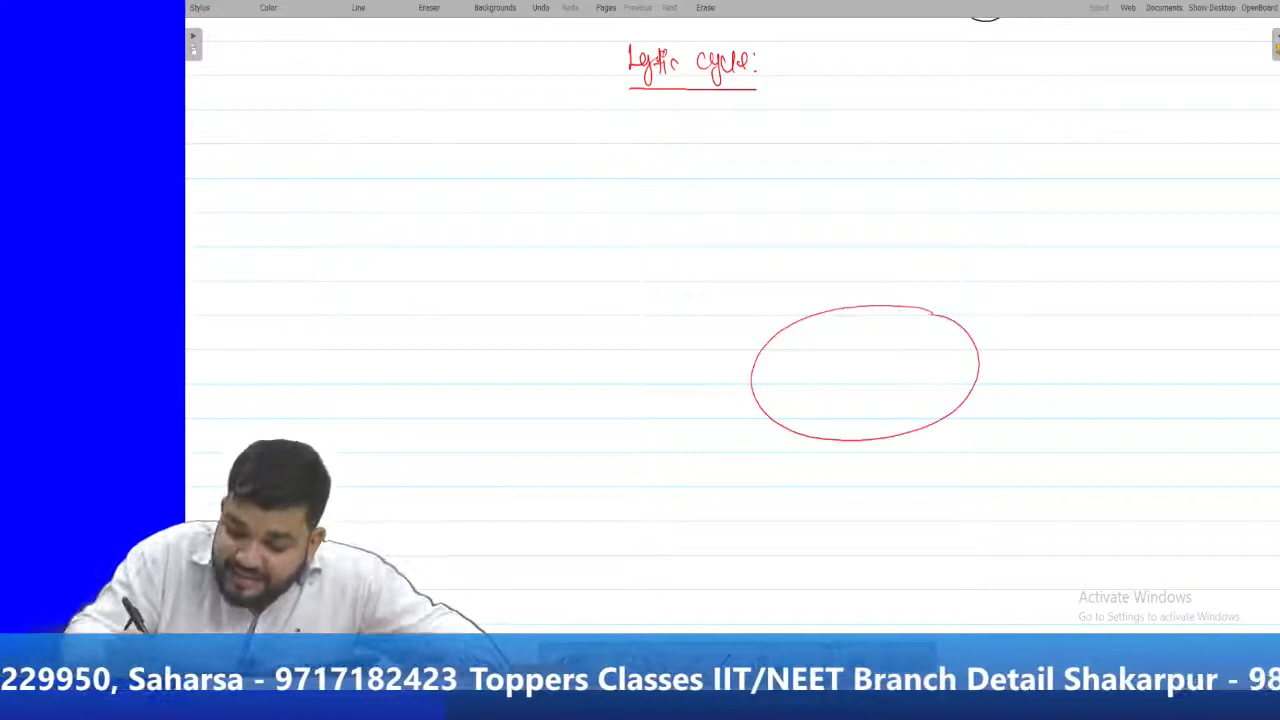 Stylus Color Line Eraser Backgrounds Undo Redo Pages Previous Next Erase Saved Web Documents Show Desktop OpenBoard
Lytic cycle:
Activate Windows
Go to Settings to activate Windows.
229950, Saharsa - 9717182423 Toppers Classes IIT/NEET Branch Detail Shakarpur - 98